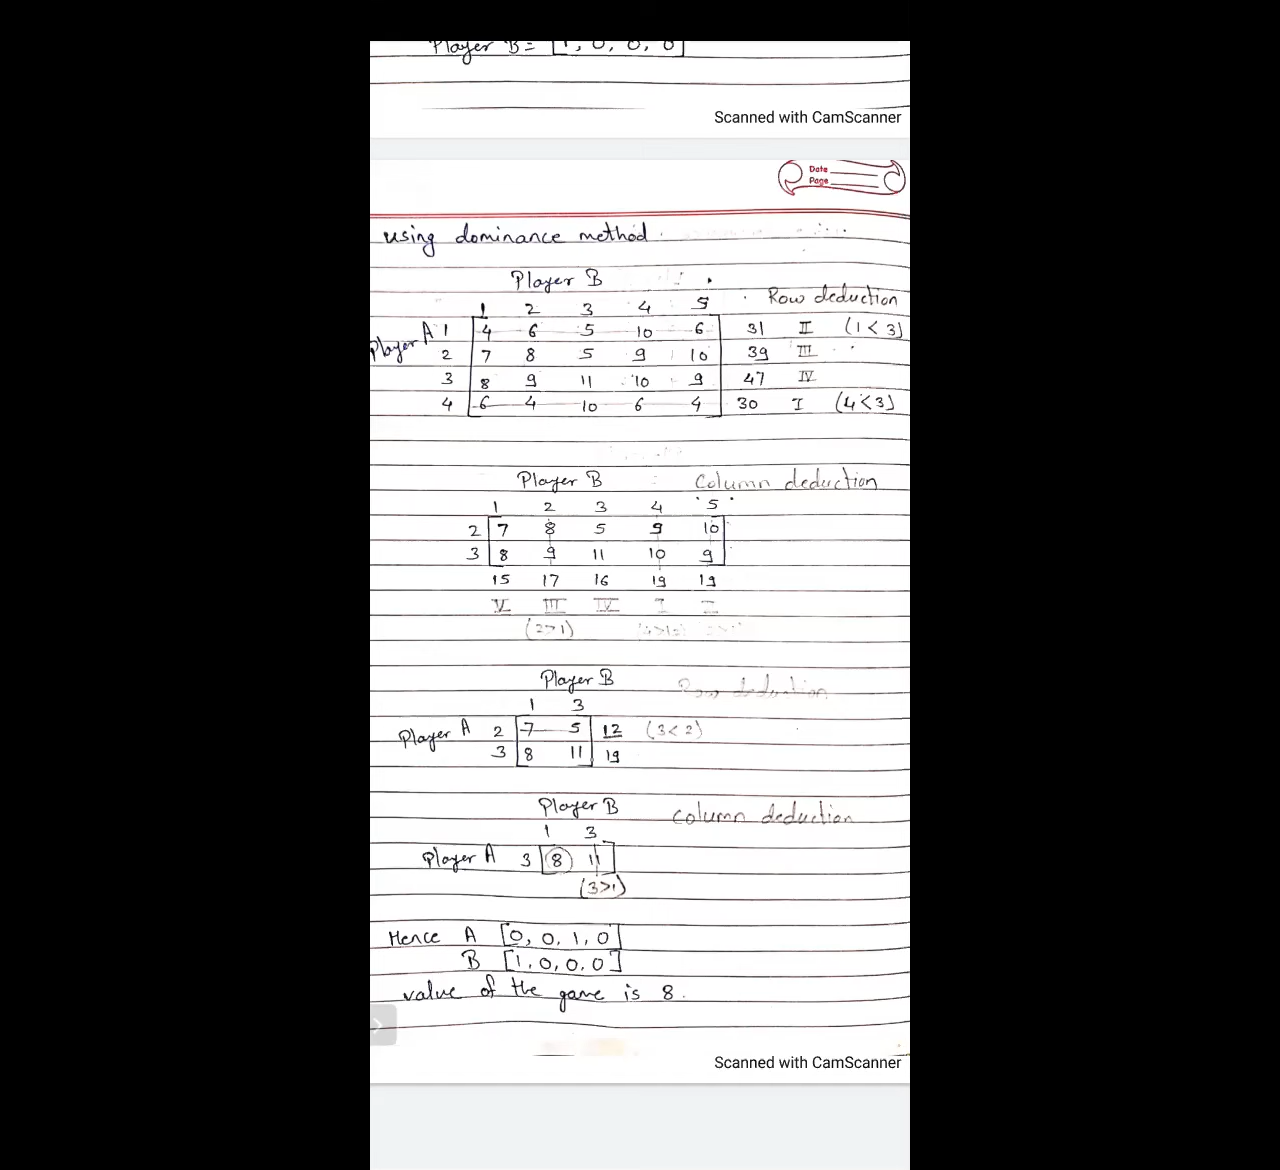 Player B = [1, 0, 0, 0]
Scanned with CamScanner
Date
Page
using dominance method.
Player B
1 2 3 4 5 Row deduction
Player A 1 4 6 5 10 6 31 II (1 < 3)
2 7 8 5 9 10 39 III
3 8 9 11 10 9 47 IV
4 6 4 10 6 4 30 I (4 < 3)
Player B Column deduction
1 2 3 4 5
2 7 8 5 9 10
3 8 9 11 10 9
15 17 16 19 19
V III IV I II
(2>1)
Player B Row deduction
1 3
Player A 2 7 5 12 (3 < 2)
3 8 11 19
Player B Column deduction
1 3
Player A 3 8 11
(3>1)
Hence A [0, 0, 1, 0]
B [1, 0, 0, 0]
value of the game is 8.
Scanned with CamScanner